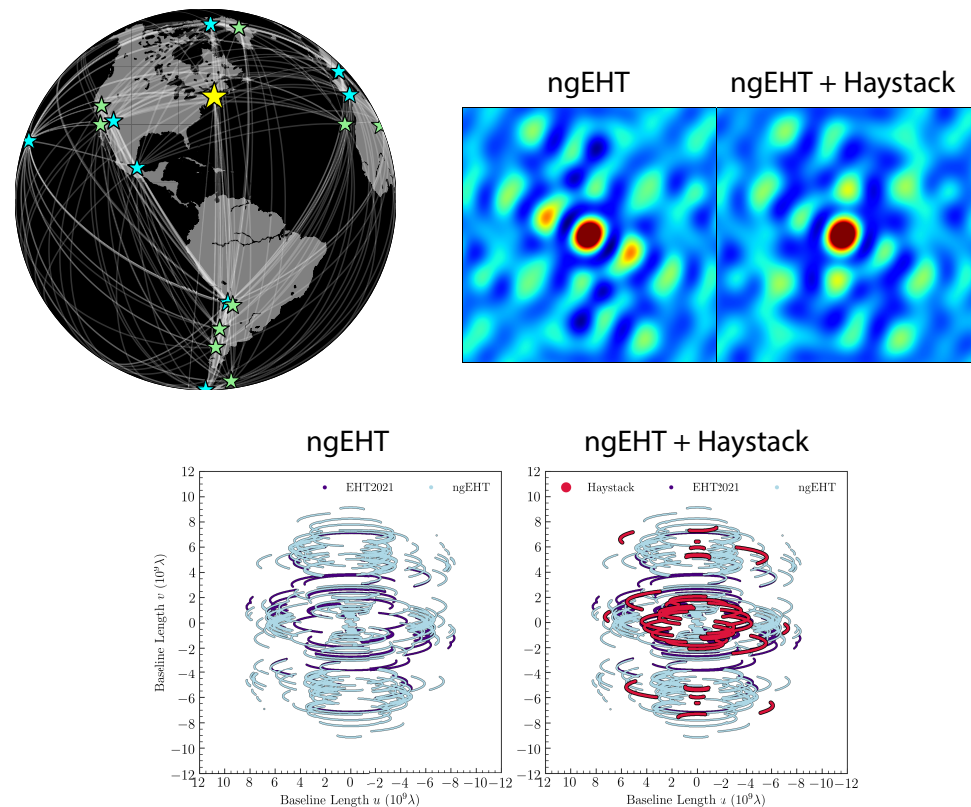 ngEHT
ngEHT + Haystack
ngEHT
ngEHT + Haystack
EHT2021
ngEHT
Haystack
EHT2021
ngEHT
12
10
8
6
4
2
0
−2
−4
−6
−8
−10
−12
12
10
8
6
4
2
0
−2
−4
−6
−8
−10
−12
Baseline Length v (10⁹λ)
12 10 8 6 4 2 0 −2 −4 −6 −8 −10 −12
12 10 8 6 4 2 0 −2 −4 −6 −8 −10 −12
Baseline Length u (10⁹λ)
Baseline Length u (10⁹λ)